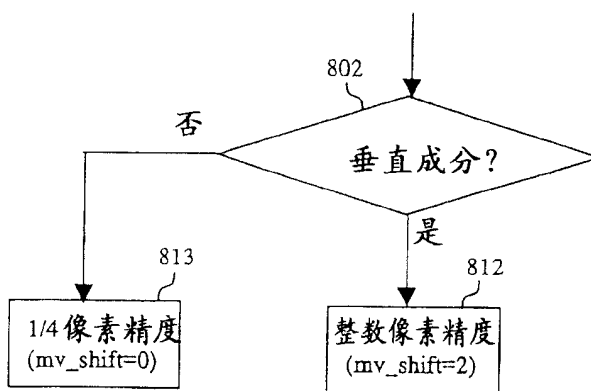 802
否
垂直成分?
是
813
812
1/4 像素精度
(mv_shift=0)
整数像素精度
(mv_shift=2)